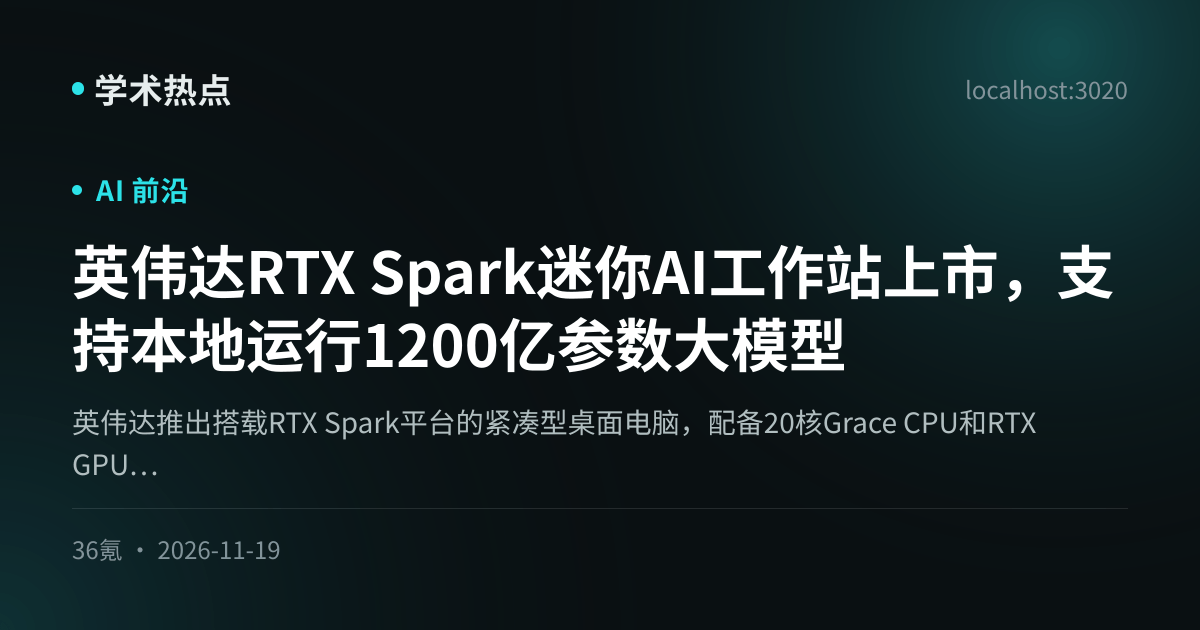 学术热点
localhost:3020
AI 前沿
英伟达RTX Spark迷你AI工作站上市，支
持本地运行1200亿参数大模型
英伟达推出搭载RTX Spark平台的紧凑型桌面电脑，配备20核Grace CPU和RTX
GPU…
36氪 · 2026-11-19